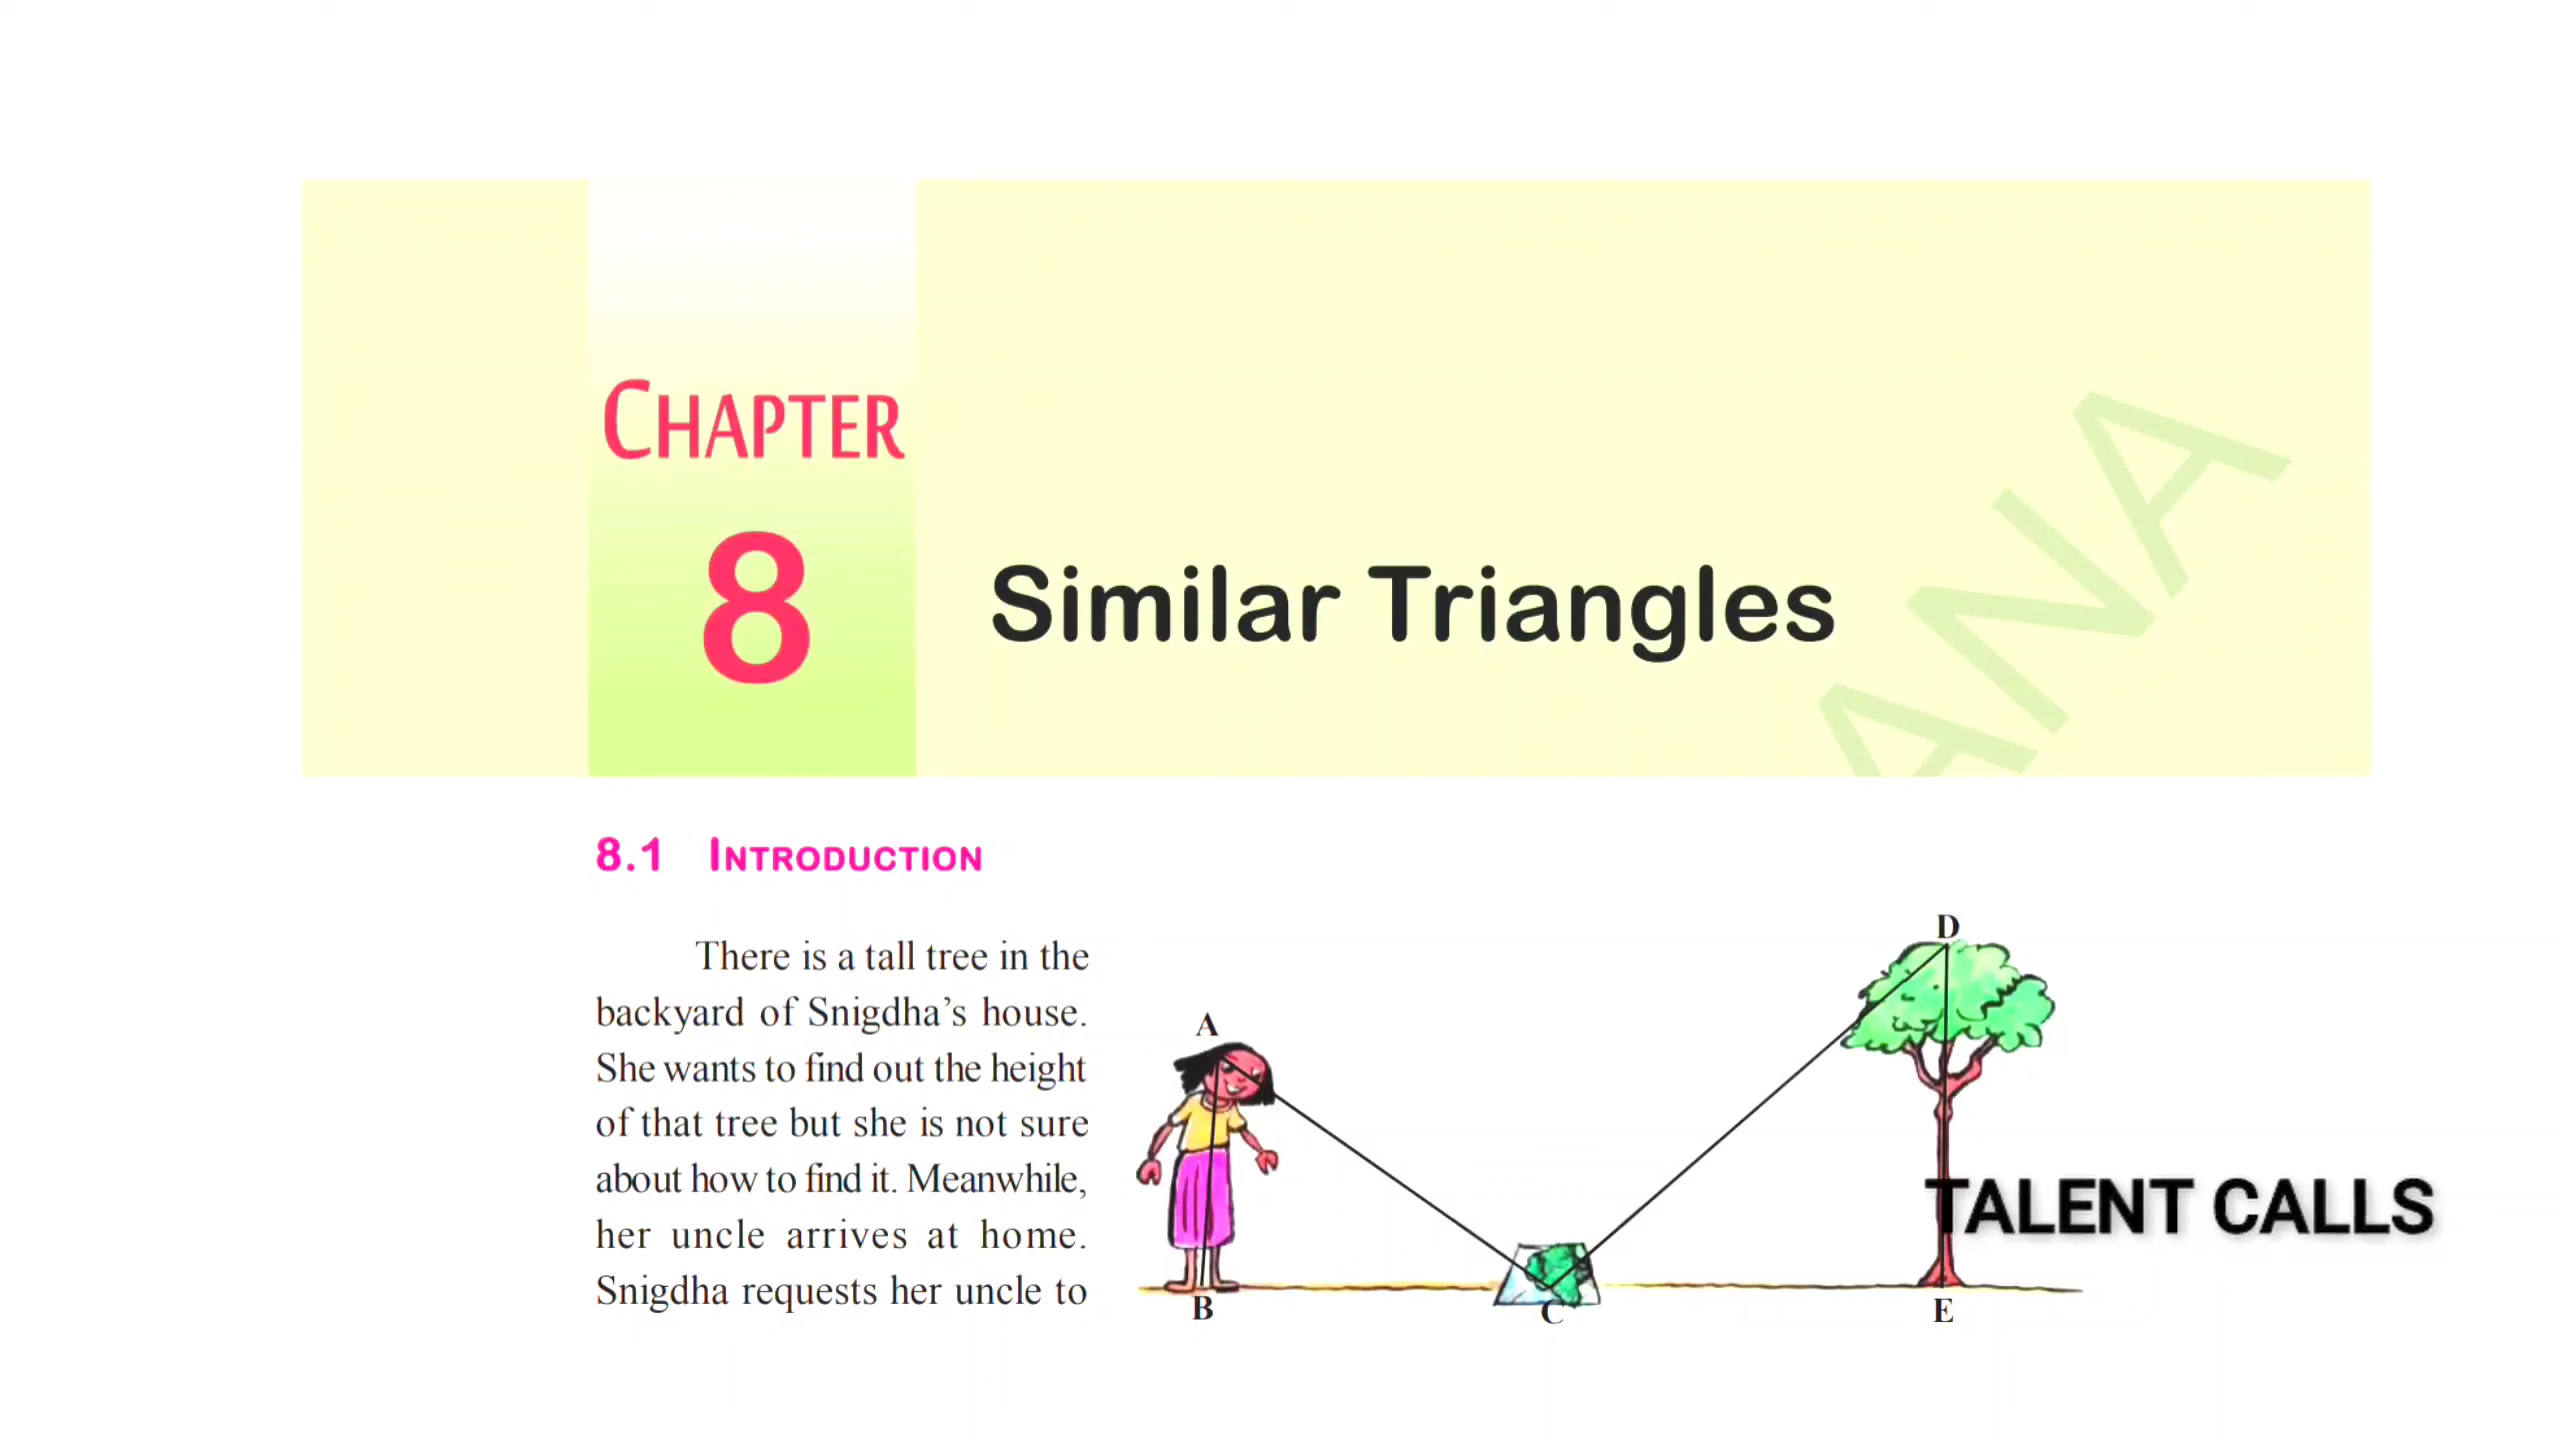 CHAPTER
8
Similar Triangles
ANA
8.1 INTRODUCTION
There is a tall tree in the
backyard of Snigdha’s house.
She wants to find out the height
of that tree but she is not sure
about how to find it. Meanwhile,
her uncle arrives at home.
Snigdha requests her uncle to
D
A
TALENT CALLS
B
C
E